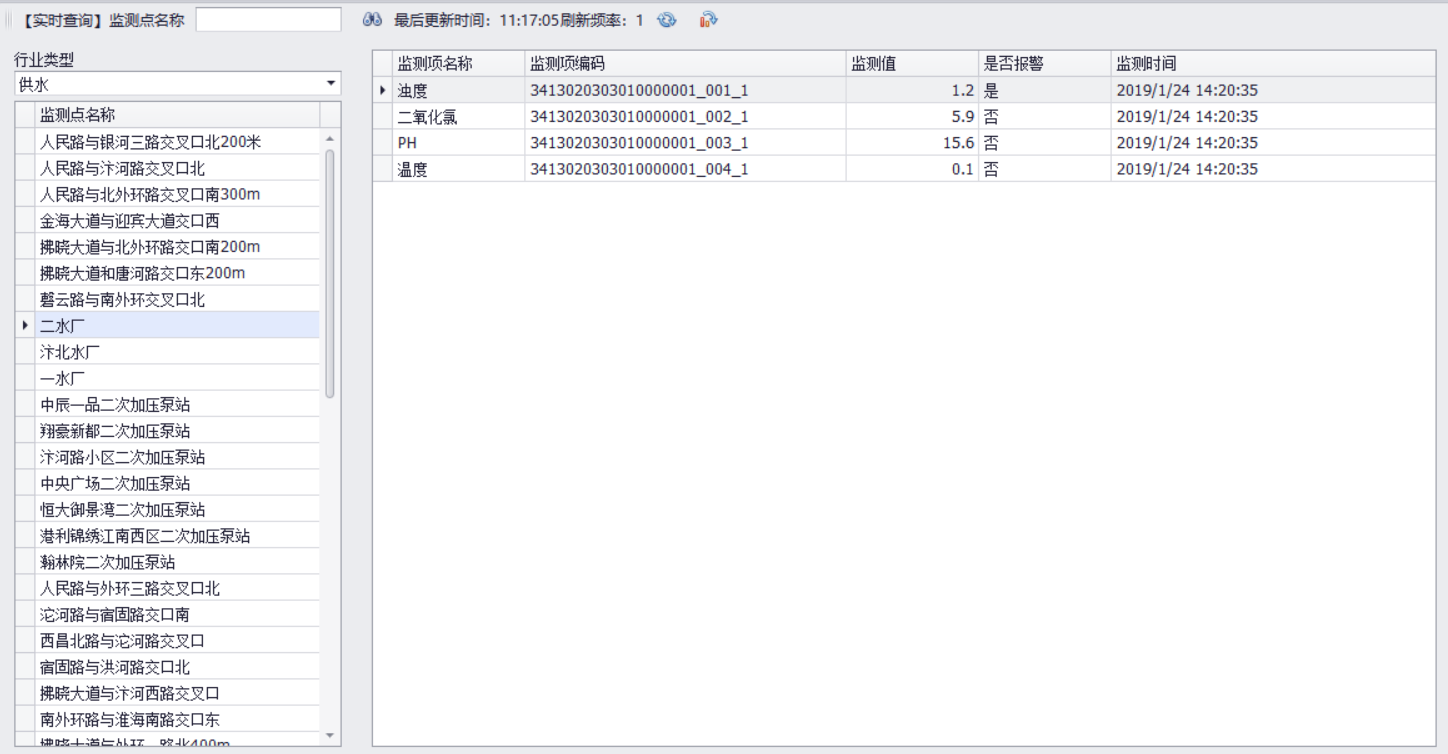 【实时查询】监测点名称 最后更新时间：11:17:05刷新频率：1
行业类型
供水
监测点名称
人民路与银河三路交叉口北200米
人民路与汴河路交叉口北
人民路与北外环路交叉口南300m
金海大道与迎宾大道交口西
拂晓大道与北外环路交口南200m
拂晓大道和唐河路交口东200m
磬云路与南外环交叉口北
二水厂
汴北水厂
一水厂
中辰一品二次加压泵站
翔豪新都二次加压泵站
汴河路小区二次加压泵站
中央广场二次加压泵站
恒大御景湾二次加压泵站
港利锦绣江南西区二次加压泵站
翰林院二次加压泵站
人民路与外环三路交叉口北
沱河路与宿固路交口南
西昌北路与沱河路交叉口
宿固路与洪河路交口北
拂晓大道与汴河西路交叉口
南外环路与淮海南路交口东
拂晓大道与外环 路北400m
监测项名称 监测项编码 监测值 是否报警 监测时间
浊度 3413020303010000001_001_1 1.2 是 2019/1/24 14:20:35
二氧化氯 3413020303010000001_002_1 5.9 否 2019/1/24 14:20:35
PH 3413020303010000001_003_1 15.6 否 2019/1/24 14:20:35
温度 3413020303010000001_004_1 0.1 否 2019/1/24 14:20:35